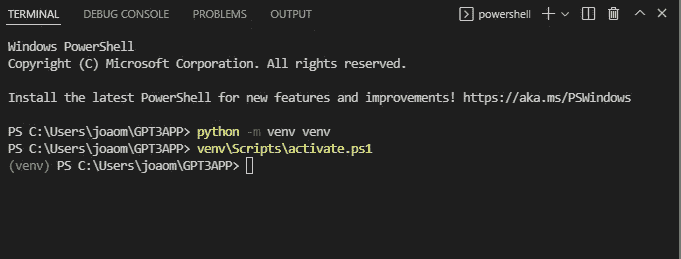 TERMINAL DEBUG CONSOLE PROBLEMS OUTPUT powershell
Windows PowerShell
Copyright (C) Microsoft Corporation. All rights reserved.
Install the latest PowerShell for new features and improvements! https://aka.ms/PSWindows
PS C:\Users\joaom\GPT3APP> python -m venv venv
PS C:\Users\joaom\GPT3APP> venv\Scripts\activate.ps1
(venv) PS C:\Users\joaom\GPT3APP>